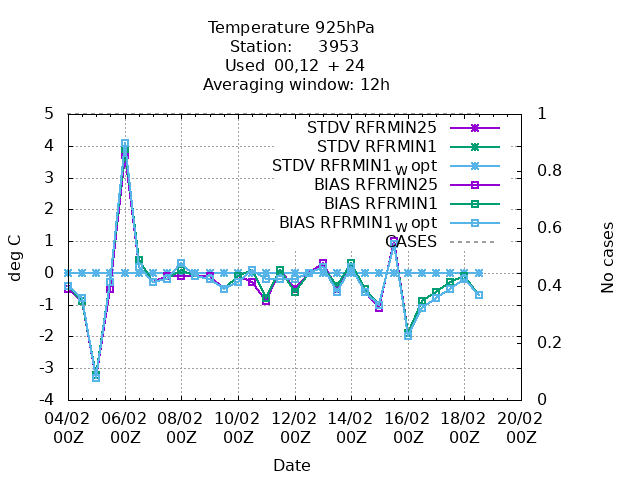 Temperature 925hPa
Station: 3953
Used 00,12 + 24
Averaging window: 12h
5 1
STDV RFRMIN25
4 STDV RFRMIN1
STDV RFRMIN1_W opt 0.8
3 BIAS RFRMIN25
BIAS RFRMIN1
2 BIAS RFRMIN1_W opt 0.6
1 CASES
0
-1 0.4
-2 0.2
-3
-4 0
deg C
No cases
04/02 06/02 08/02 10/02 12/02 14/02 16/02 18/02 20/02
00Z 00Z 00Z 00Z 00Z 00Z 00Z 00Z 00Z
Date